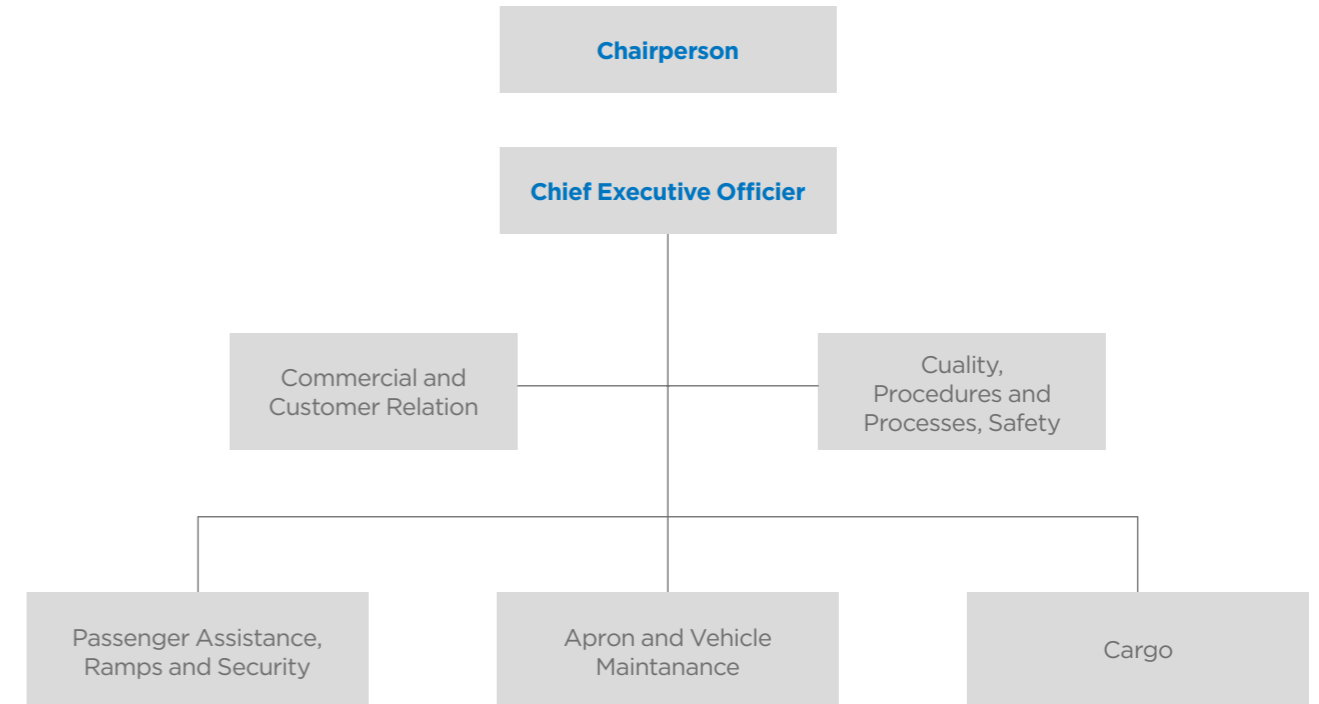 Chairperson
Chief Executive Officier
Commercial and
Customer Relation
Cuality,
Procedures and
Processes, Safety
Passenger Assistance,
Ramps and Security
Apron and Vehicle
Maintanance
Cargo